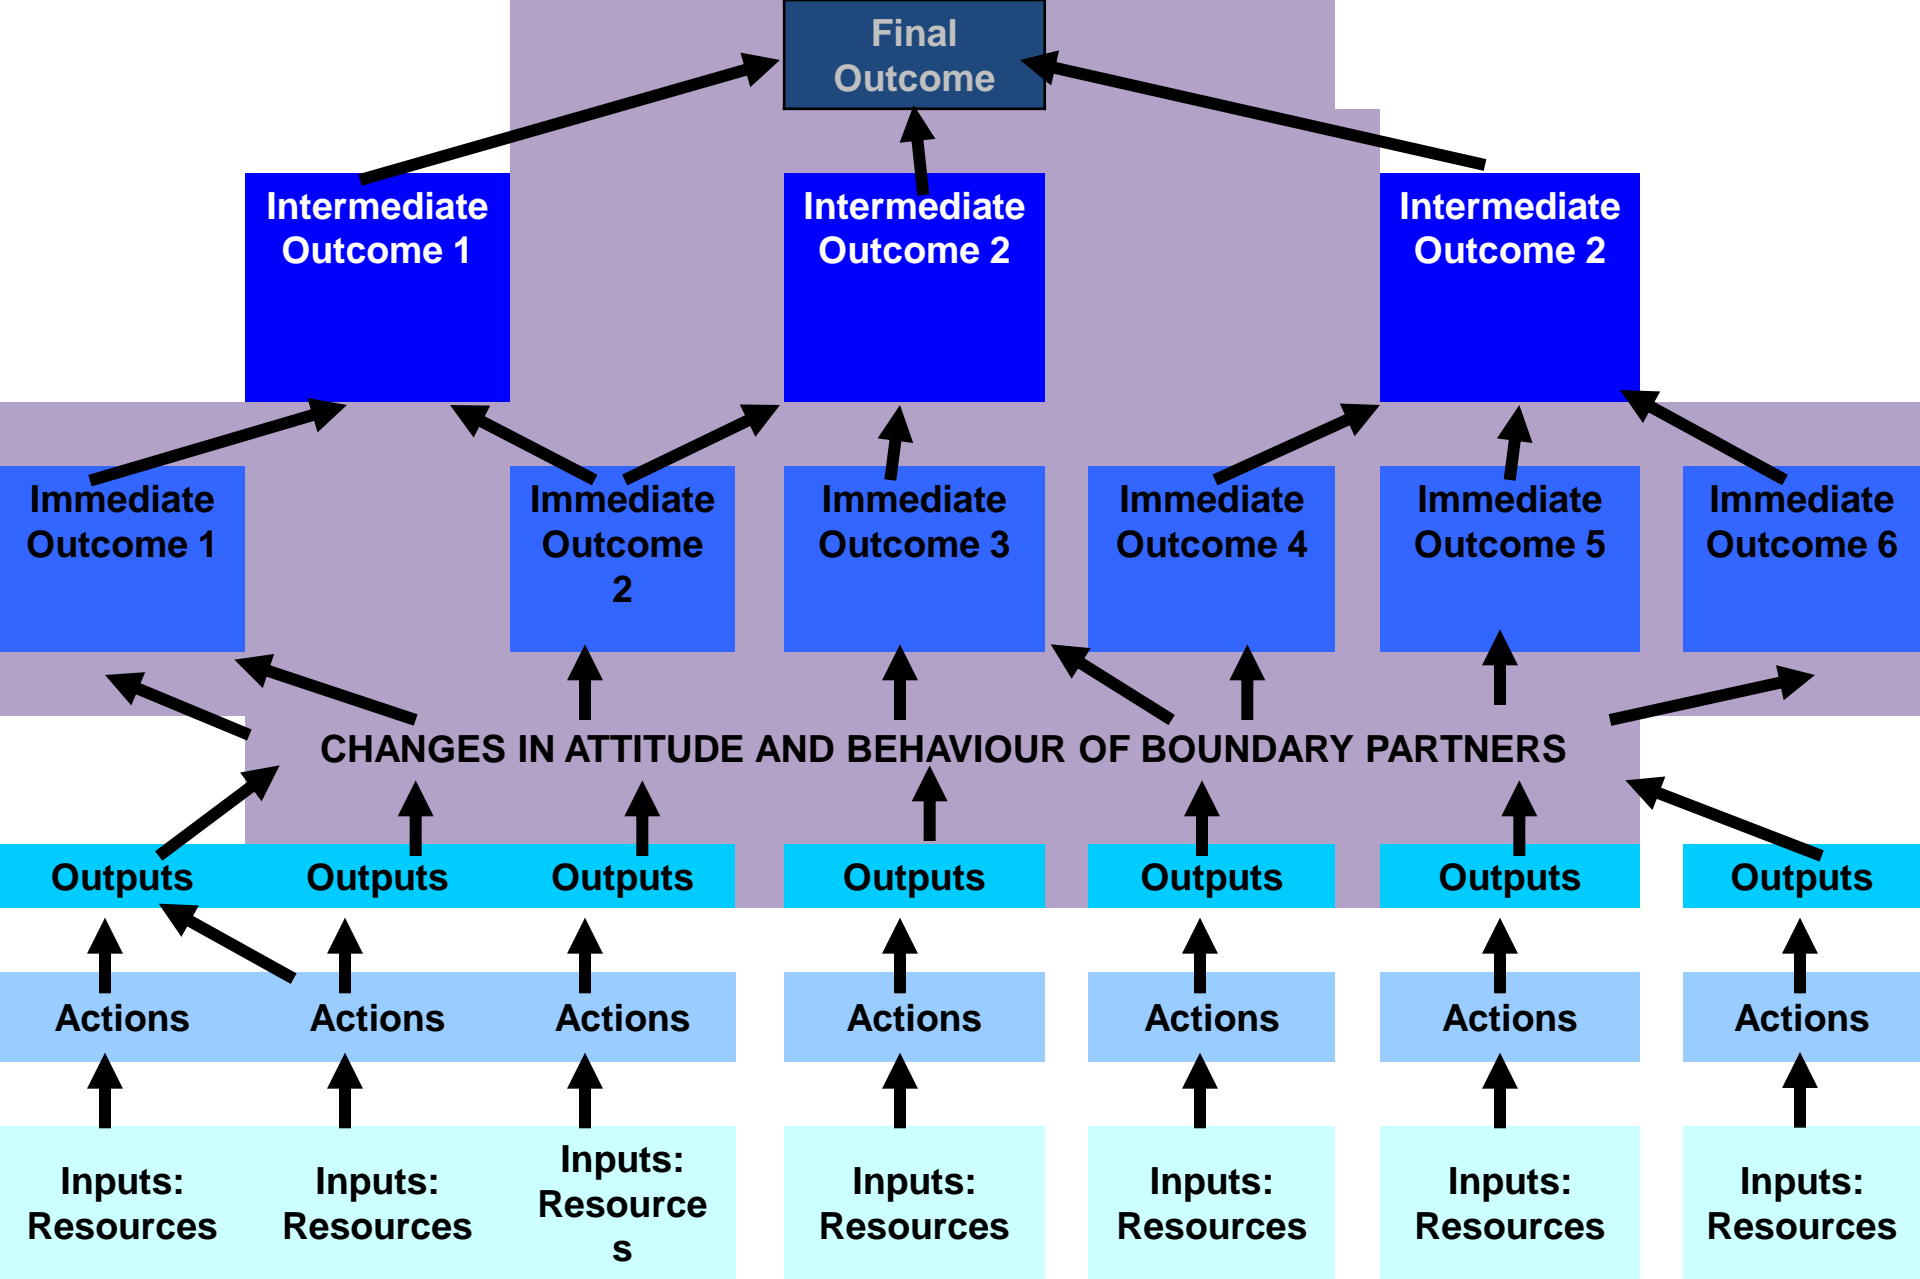 Final
Outcome
Intermediate
Outcome 1
Intermediate
Outcome 2
Intermediate
Outcome 2
Immediate
Outcome 1
Immediate
Outcome
2
Immediate
Outcome 3
Immediate
Outcome 4
Immediate
Outcome 5
Immediate
Outcome 6
CHANGES IN ATTITUDE AND BEHAVIOUR OF BOUNDARY PARTNERS
Outputs
Outputs
Outputs
Outputs
Outputs
Outputs
Outputs
Actions
Actions
Actions
Actions
Actions
Actions
Actions
Inputs:
Resources
Inputs:
Resources
Inputs:
Resource
s
Inputs:
Resources
Inputs:
Resources
Inputs:
Resources
Inputs:
Resources